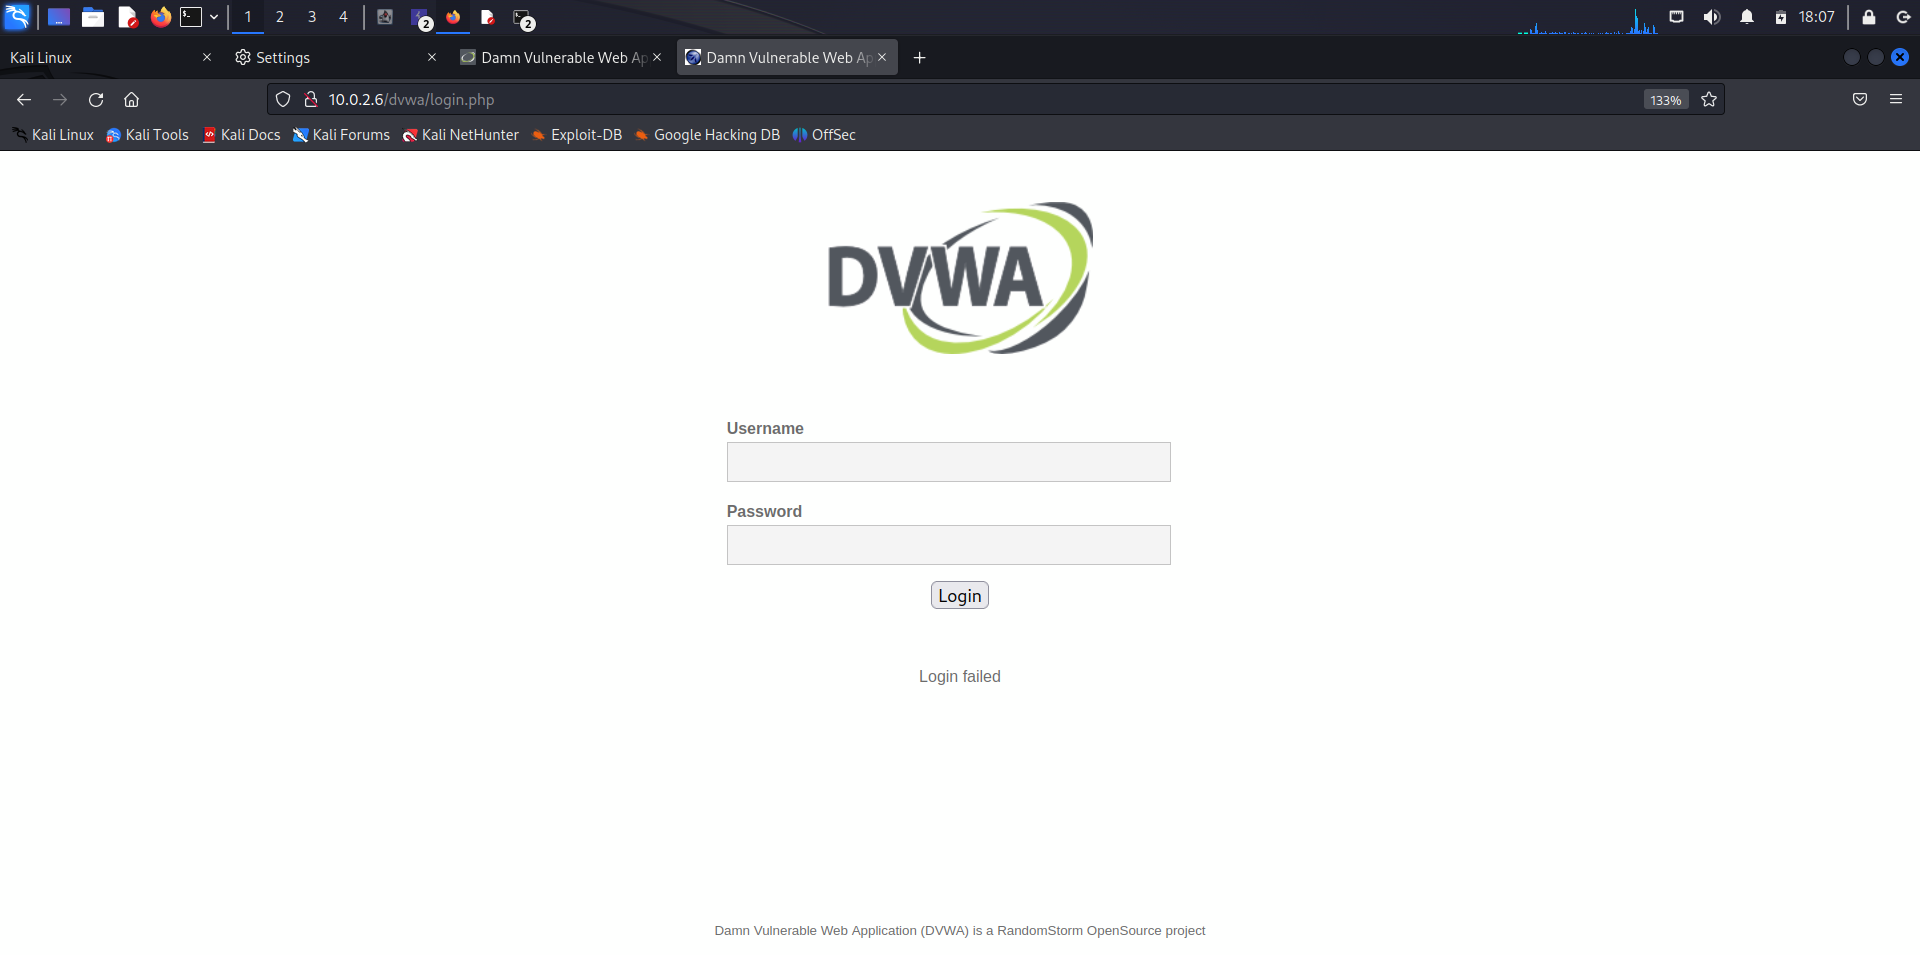 1 2 3 4 2 2 18:07
Kali Linux Settings Damn Vulnerable Web Ap Damn Vulnerable Web Ap
10.0.2.6/dvwa/login.php 133%
Kali Linux Kali Tools Kali Docs Kali Forums Kali NetHunter Exploit-DB Google Hacking DB OffSec
DVWA
Username
Password
Login
Login failed
Damn Vulnerable Web Application (DVWA) is a RandomStorm OpenSource project